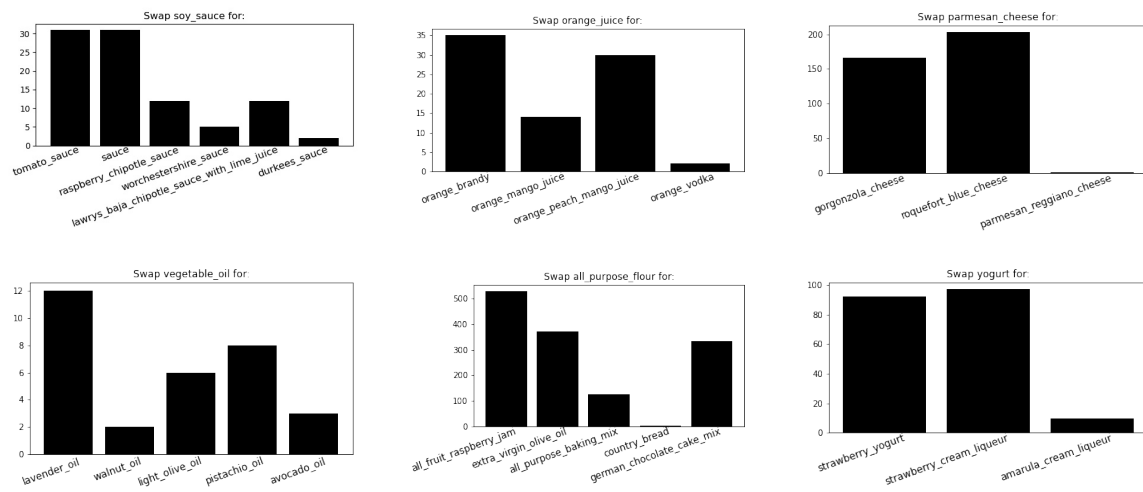 Swap soy_sauce for:
30
25
20
15
10
5
0
tomato_sauce
sauce
raspberry_chipotle_sauce
worchestershire_sauce
lawrys_baja_chipotle_sauce_with_lime_juice
durkees_sauce
Swap orange_juice for:
35
30
25
20
15
10
5
0
orange_brandy
orange_mango_juice
orange_peach_mango_juice
orange_vodka
Swap parmesan_cheese for:
200
150
100
50
0
gorgonzola_cheese
roquefort_blue_cheese
parmesan_reggiano_cheese
Swap vegetable_oil for:
12
10
8
6
4
2
0
lavender_oil
walnut_oil
light_olive_oil
pistachio_oil
avocado_oil
Swap all_purpose_flour for:
500
400
300
200
100
0
all_fruit_raspberry_jam
extra_virgin_olive_oil
all_purpose_baking_mix
country_bread
german_chocolate_cake_mix
Swap yogurt for:
100
80
60
40
20
0
strawberry_yogurt
strawberry_cream_liqueur
amarula_cream_liqueur